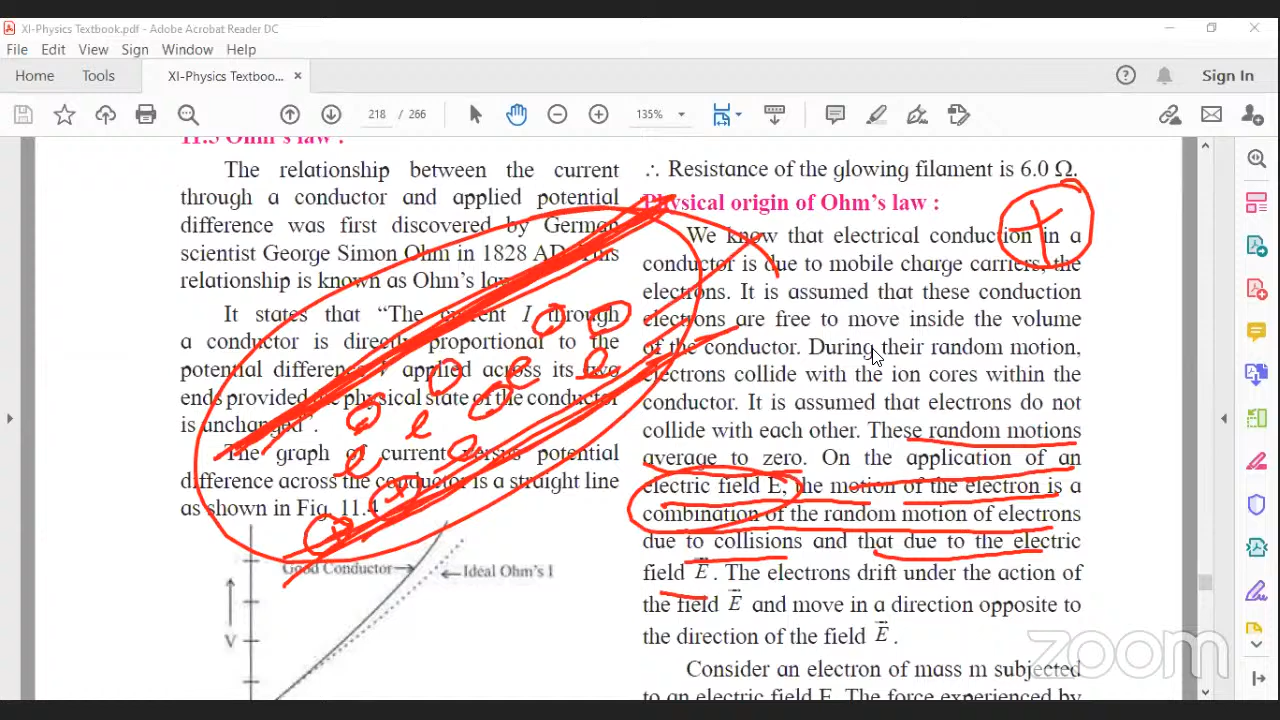 XI-Physics Textbook.pdf - Adobe Acrobat Reader DC
File Edit View Sign Window Help
Home Tools XI-Physics Textboo... × Sign In
218 / 266 135%
11.5 Ohm's law :
The relationship between the current
through a conductor and applied potential
difference was first discovered by German
scientist George Simon Ohm in 1828 AD. This
relationship is known as Ohm's law.
It states that “The current I through
a conductor is directly proportional to the
potential difference V applied across its two
ends provided the physical state of the conductor
is unchanged”.
The graph of current versus potential
difference across the conductor is a straight line
as shown in Fig. 11.4
Good Conductor
Ideal Ohm's l
V
∴ Resistance of the glowing filament is 6.0 Ω.
Physical origin of Ohm's law :
We know that electrical conduction in a
conductor is due to mobile charge carriers, the
electrons. It is assumed that these conduction
electrons are free to move inside the volume
of the conductor. During their random motion,
electrons collide with the ion cores within the
conductor. It is assumed that electrons do not
collide with each other. These random motions
average to zero. On the application of an
electric field E, the motion of the electron is a
combination of the random motion of electrons
due to collisions and that due to the electric
field E. The electrons drift under the action of
the field E and move in a direction opposite to
the direction of the field E.
Consider an electron of mass m subjected
to an electric field E. The force experienced by
zoom